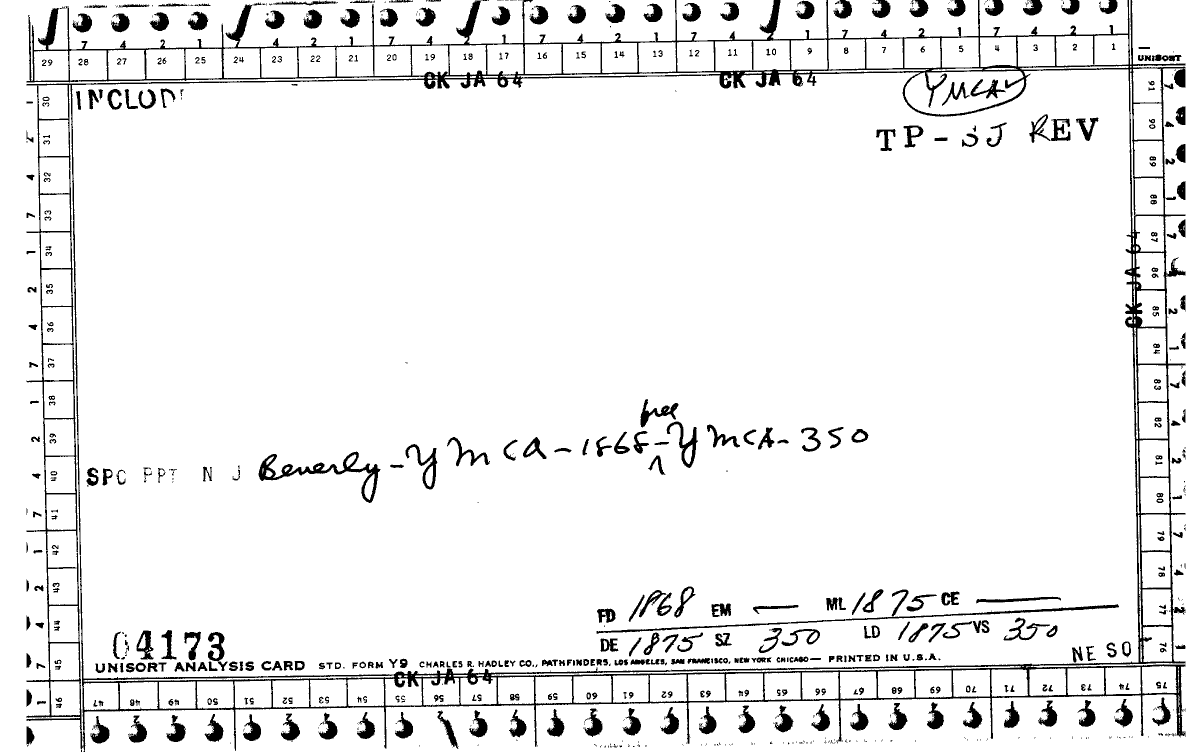 7 4 2 1 7 4 2 1 7 4 2 1 7 4 2 1 7 4 2 1 7 4 2 1 7 4 2 1
29 28 27 26 25 24 23 22 21 20 19 18 17 16 15 14 13 12 11 10 9 8 7 6 5 4 3 2 1
UNISORT
CK JA 64 CK JA 64
INCLUD
YMCA
TP-SJ REV
30 31 32 33 34 35 36 37 38 39 40 41 42 43 44 45 46
91 90 89 88 87 86 85 84 83 82 81 80 79 78 77 76
CK JA 64
free
SPC PPT N J Beverly-YMCA-1868-YMCA-350
FD 1868 EM — ML 1875 CE —
DE 1875 SZ 350 LD 1875 VS 350
04173
NE SO
UNISORT ANALYSIS CARD STD. FORM Y9 CHARLES R. HADLEY CO., PATHFINDERS, LOS ANGELES, SAN FRANCISCO, NEW YORK CHICAGO— PRINTED IN U.S.A.
CK JA 64
47 48 49 50 51 52 53 54 55 56 57 58 59 60 61 62 63 64 65 66 67 68 69 70 71 72 73 74 75